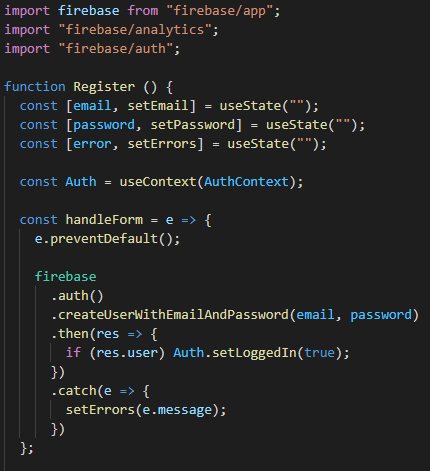 import firebase from "firebase/app";
import "firebase/analytics";
import "firebase/auth";

function Register () {
  const [email, setEmail] = useState("");
  const [password, setPassword] = useState("");
  const [error, setErrors] = useState("");

  const Auth = useContext(AuthContext);

  const handleForm = e => {
    e.preventDefault();

    firebase
      .auth()
      .createUserWithEmailAndPassword(email, password)
      .then(res => {
        if (res.user) Auth.setLoggedIn(true);
      })
      .catch(e => {
        setErrors(e.message);
      })
  };